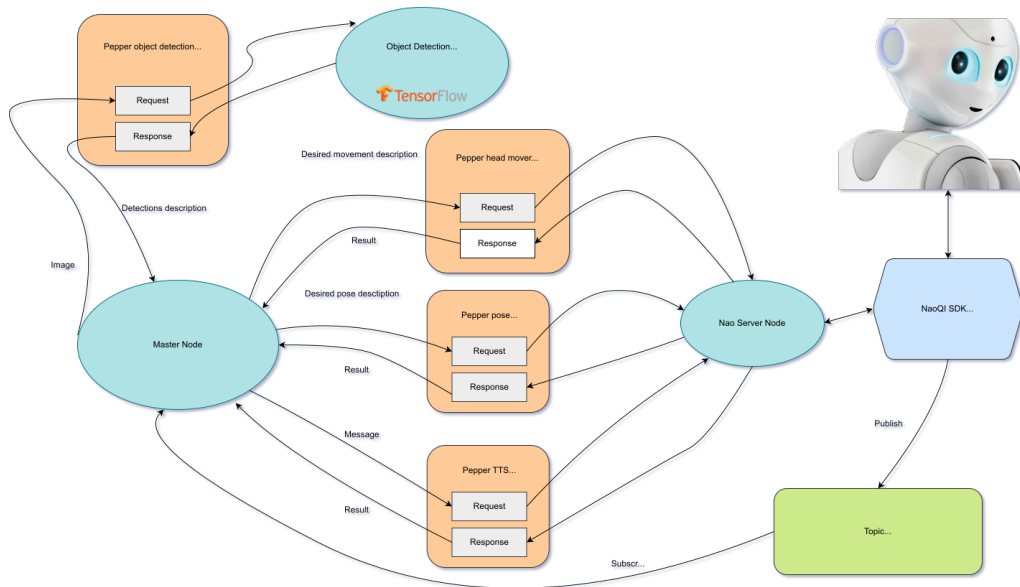 Pepper object detection...
Request
Response
Object Detection...
TensorFlow
Desired movement description
Pepper head mover...
Request
Response
Detections description
Result
Image
Desired pose desctiption
Pepper pose...
Request
Response
Master Node
Result
Nao Server Node
NaoQI SDK...
Publish
Message
Pepper TTS...
Request
Response
Result
Topic...
Subscr...